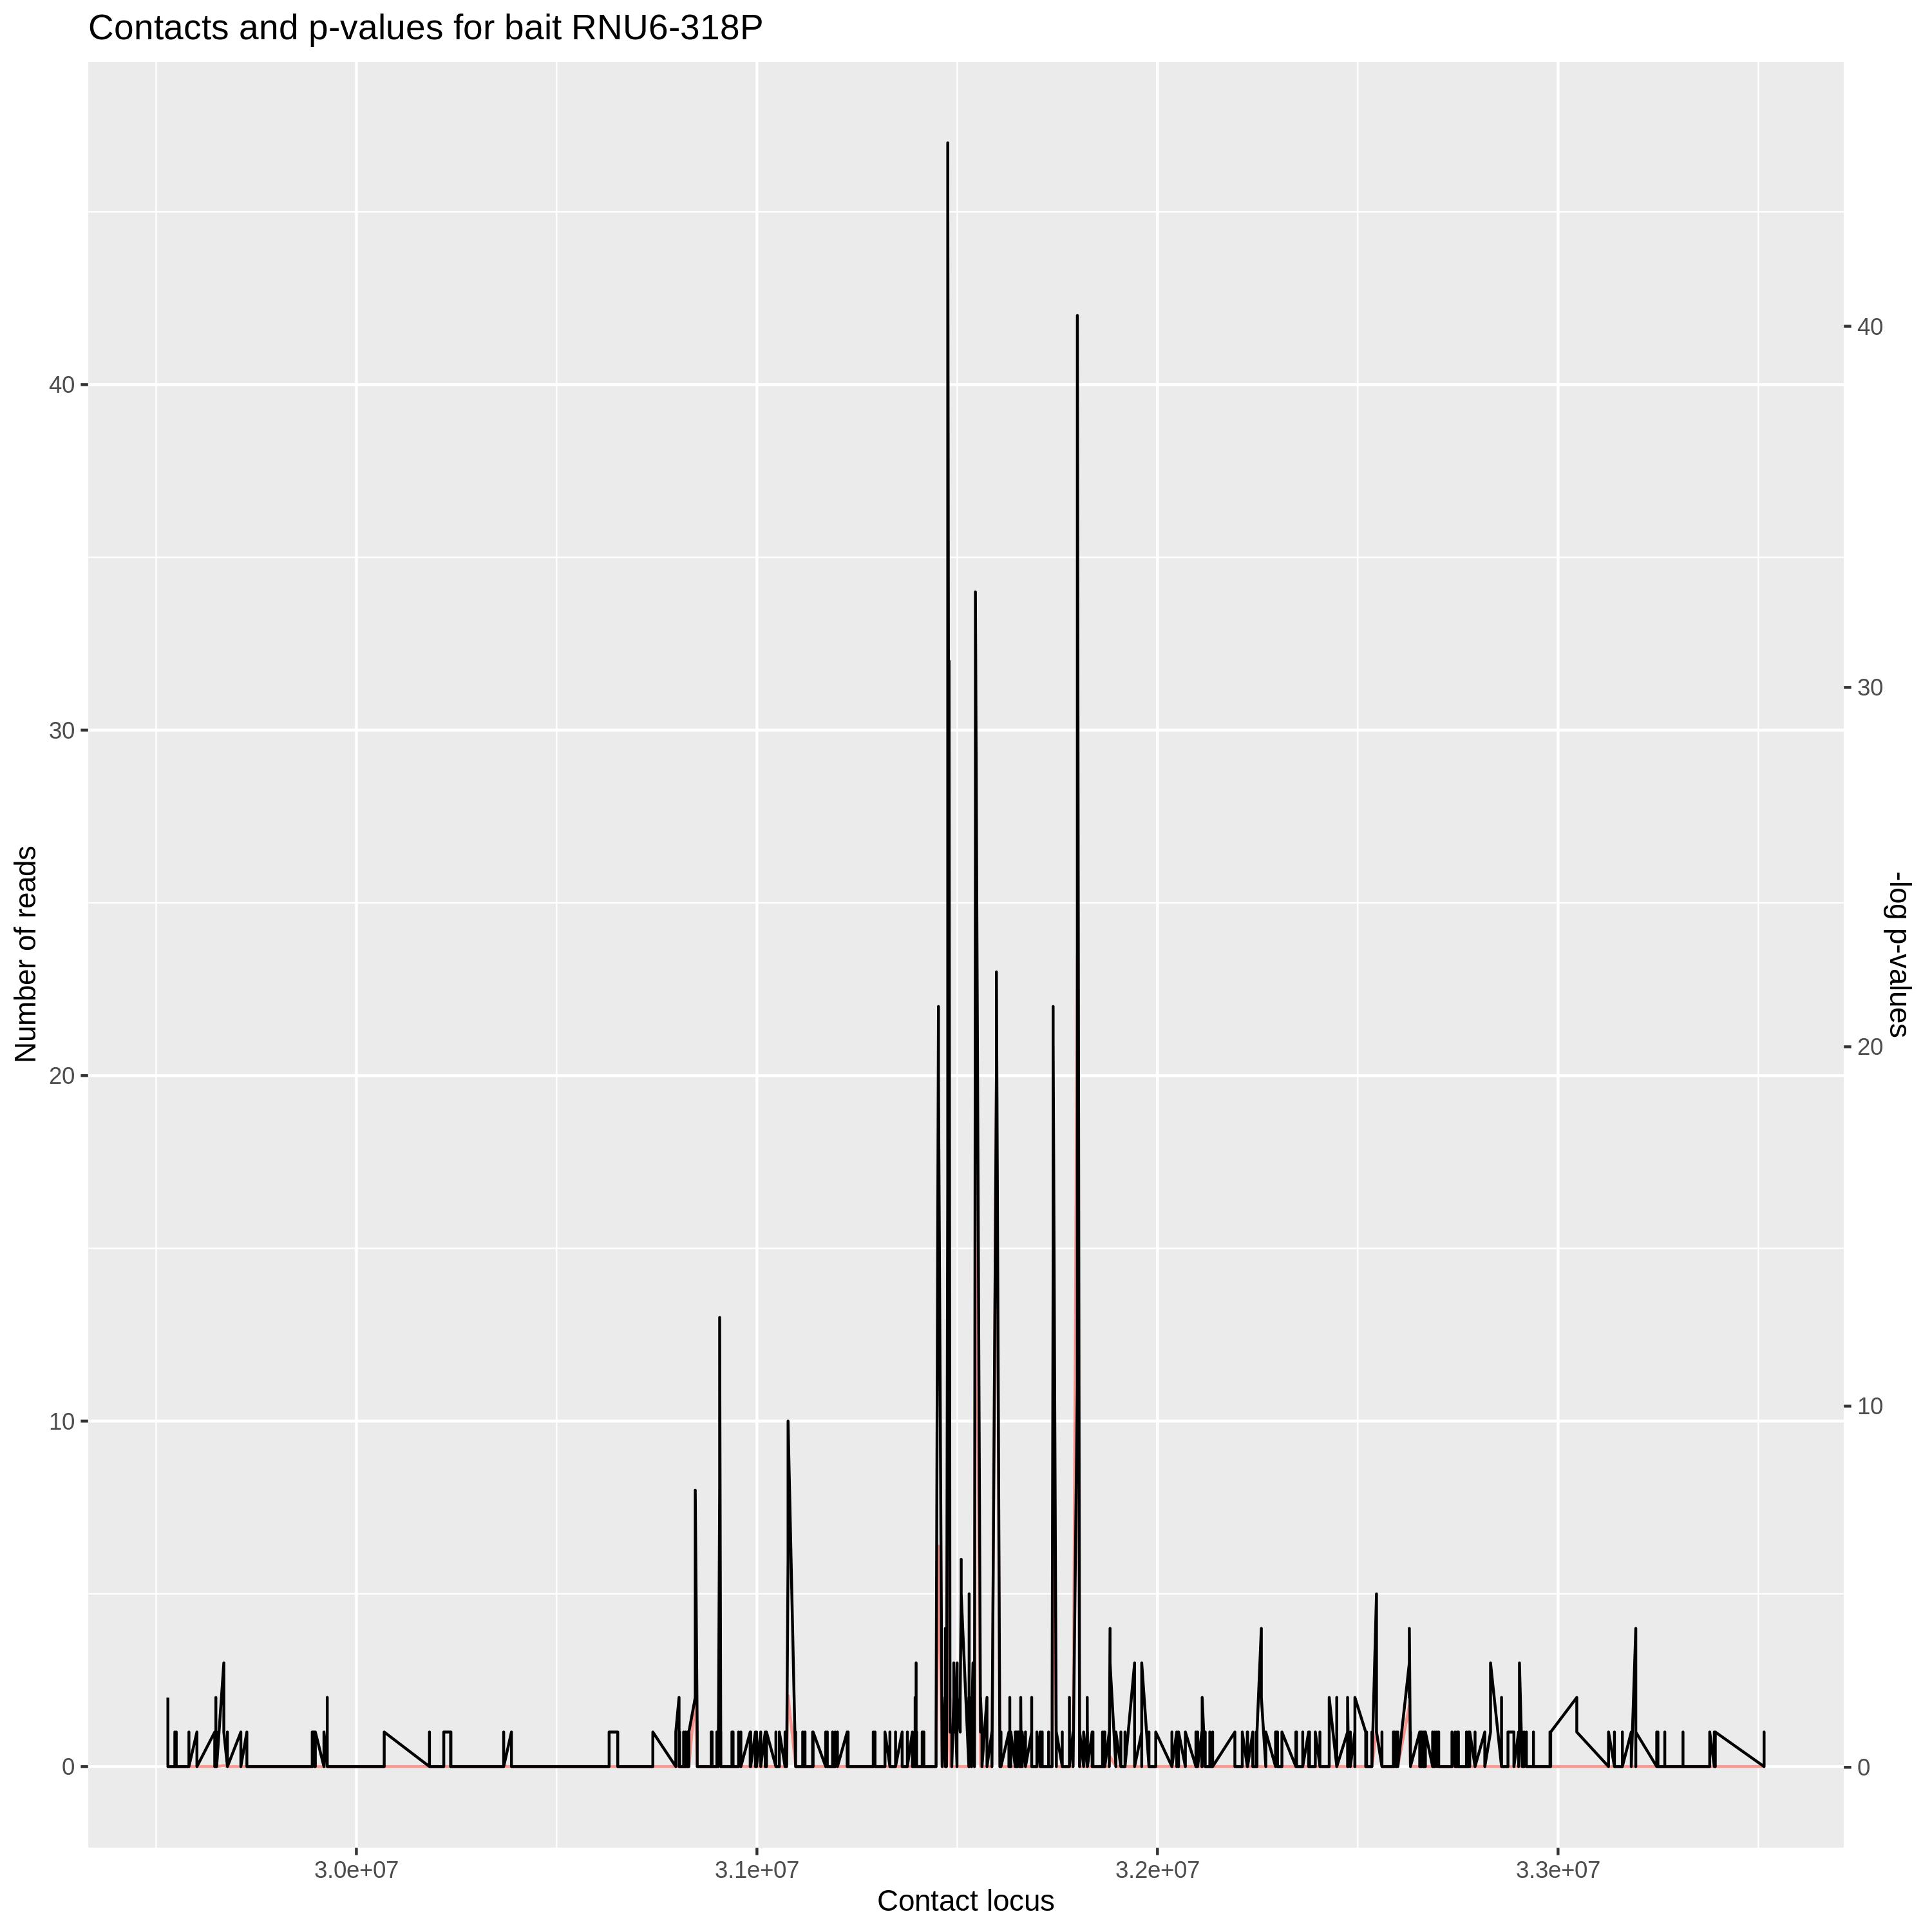 Contacts and p-values for bait RNU6-318P
40
30
20
10
0
Number of reads
40
30
20
10
0
-log p-values
3.0e+07
3.1e+07
3.2e+07
3.3e+07
Contact locus